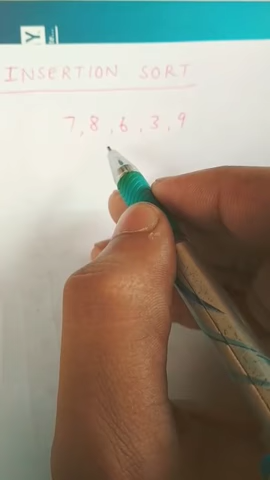 INSERTION SORT
7, 8, 6, 3, 9